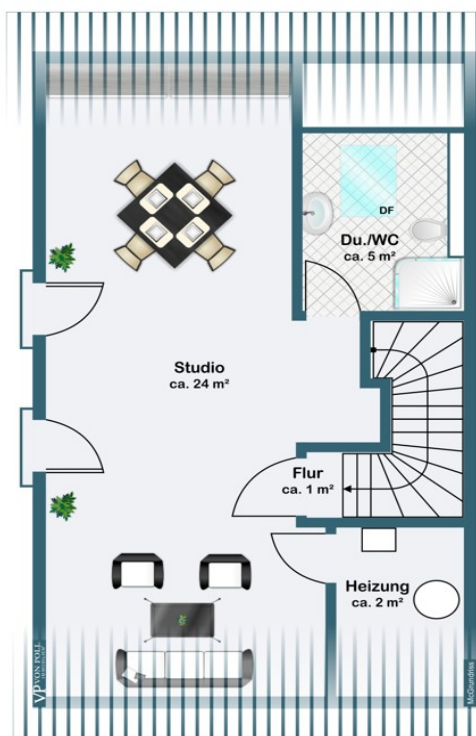 DF
Du./WC
ca. 5 m²
Studio
ca. 24 m²
Flur
ca. 1 m²
Heizung
ca. 2 m²
VP VON POLL
IMMOBILIEN
McGrundriss